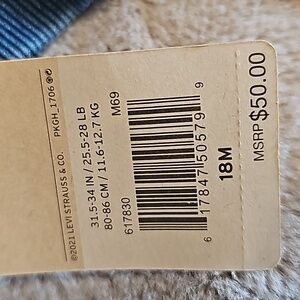 ©2021 LEVI STRAUSS & CO. PKGH_1706
31.5-34 IN / 25.5-28 LB
80-86 CM / 11.6-12.7 KG
617830 M69
6 17847 50579 9
18M
MSRP $50.00